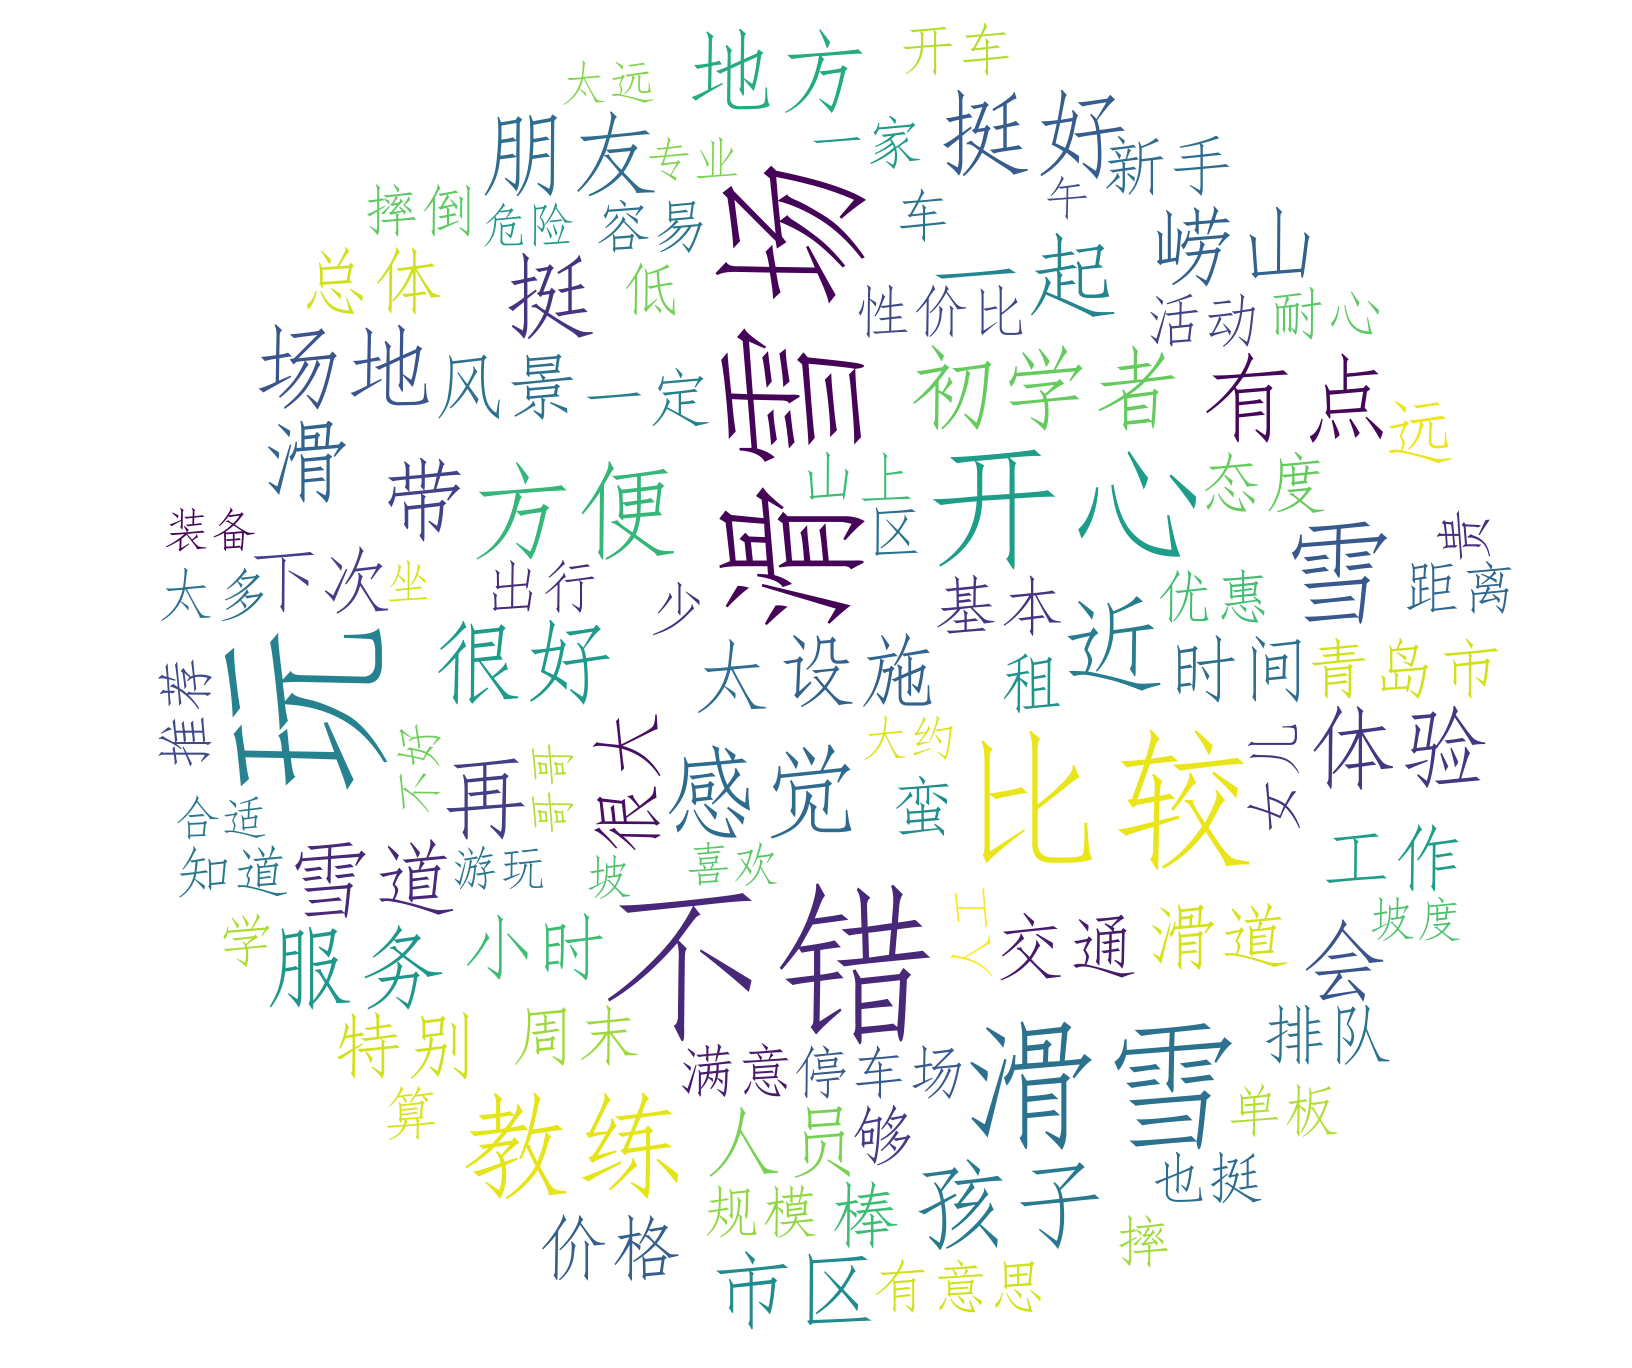 开车
地方
太远
挺好
朋友
一家
新手
专业
滑雪场
午
摔倒
车
危险
容易
崂山
一起
总体
挺
低
性价比
活动
耐心
场地
风景
一定
初学者
有点
远
滑
带
方便
山上
开心
态度
装备
区
雪
贵
下次
坐
出行
太多
少
基本
优惠
距离
近
玩
很好
太
设施
租
时间
青岛市
推荐
不好
再
哥哥
很大
感觉
大约
蛮
比较
女儿
体验
合适
知道
雪道
游玩
坡
喜欢
工作
不错
人工
学
服务
小时
交通
滑道
会
坡度
特别
周末
满意
停车场
滑雪
排队
算
教练
人员
够
单板
孩子
也挺
规模
棒
价格
摔
市区
有意思